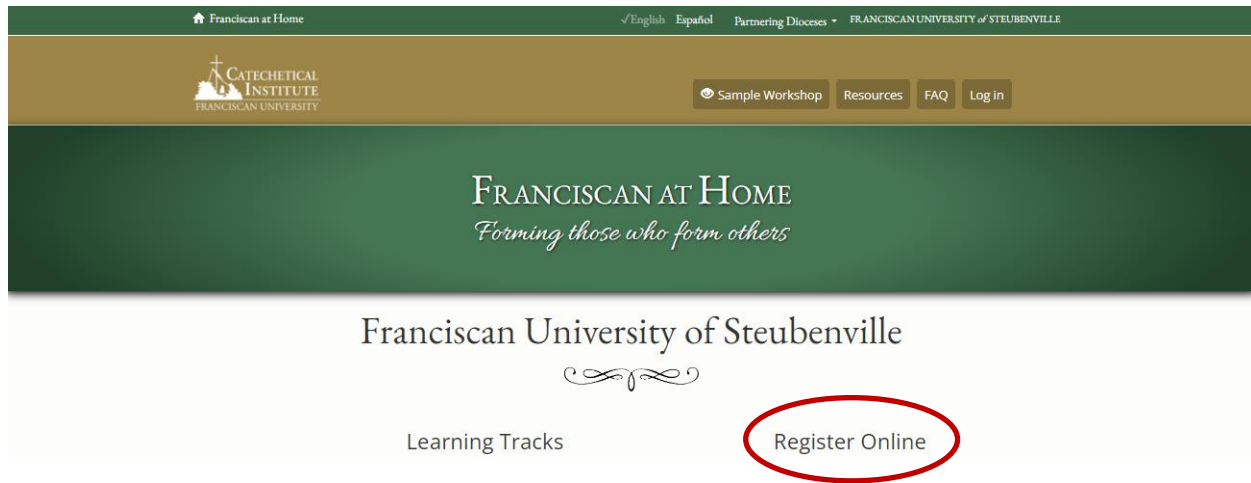 Franciscan at Home
✓English Español Partnering Dioceses FRANCISCAN UNIVERSITY of STEUBENVILLE
CATECHETICAL
INSTITUTE
FRANCISCAN UNIVERSITY
Sample Workshop Resources FAQ Log in
FRANCISCAN AT HOME
Forming those who form others
Franciscan University of Steubenville
Learning Tracks Register Online